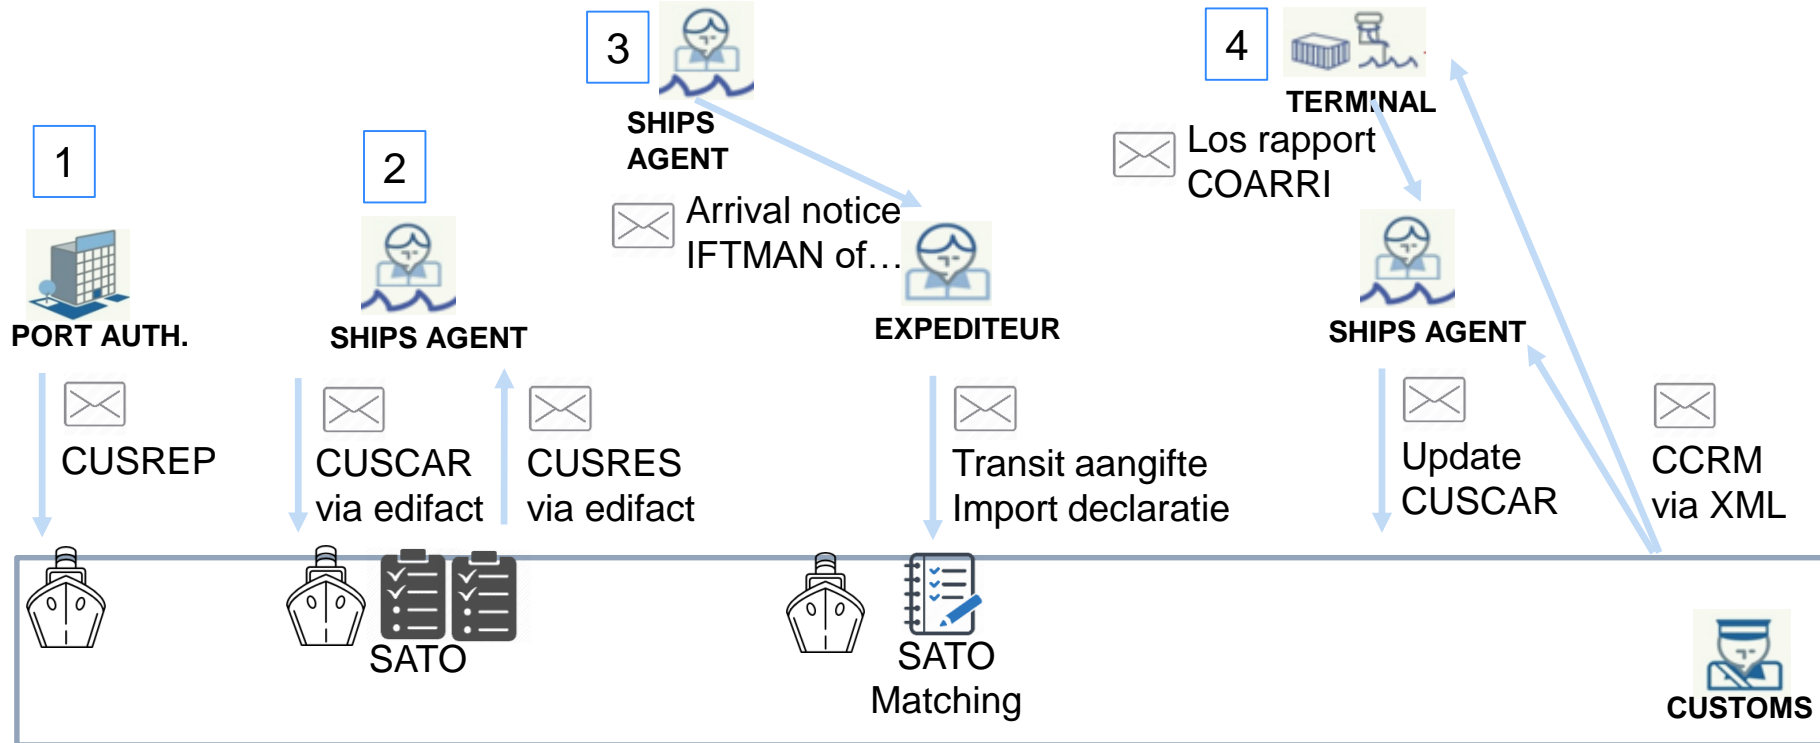 1
PORT AUTH.
CUSREP
2
SHIPS AGENT
CUSCAR
via edifact
CUSRES
via edifact
SATO
3
SHIPS
AGENT
Arrival notice
IFTMAN of…
EXPEDITEUR
Transit aangifte
Import declaratie
SATO
Matching
4
TERMINAL
Los rapport
COARRI
SHIPS AGENT
Update
CUSCAR
CCRM
via XML
CUSTOMS